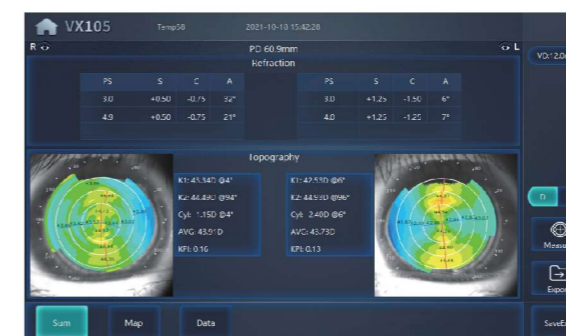 VX105 Temp58 2021-10-18 15:42:28
R PD 60.9mm L
VD:12.0
Refraction
PS S C A PS S C A
3.0 +0.50 -0.75 32° 3.0 +1.25 -1.50 6°
4.9 +0.50 -0.75 21° 4.0 +1.25 -1.25 7°
Topography
K1: 43.34D @4° K1: 42.53D @6°
K2: 44.49D @94° K2: 44.93D @96°
Cyl: -1.15D @4° Cyl: -2.40D @6°
AVG: 43.91D AVG: 43.73D
KPI: 0.16 KPI: 0.13
D
Measu
Expor
Sum Map Data SaveE